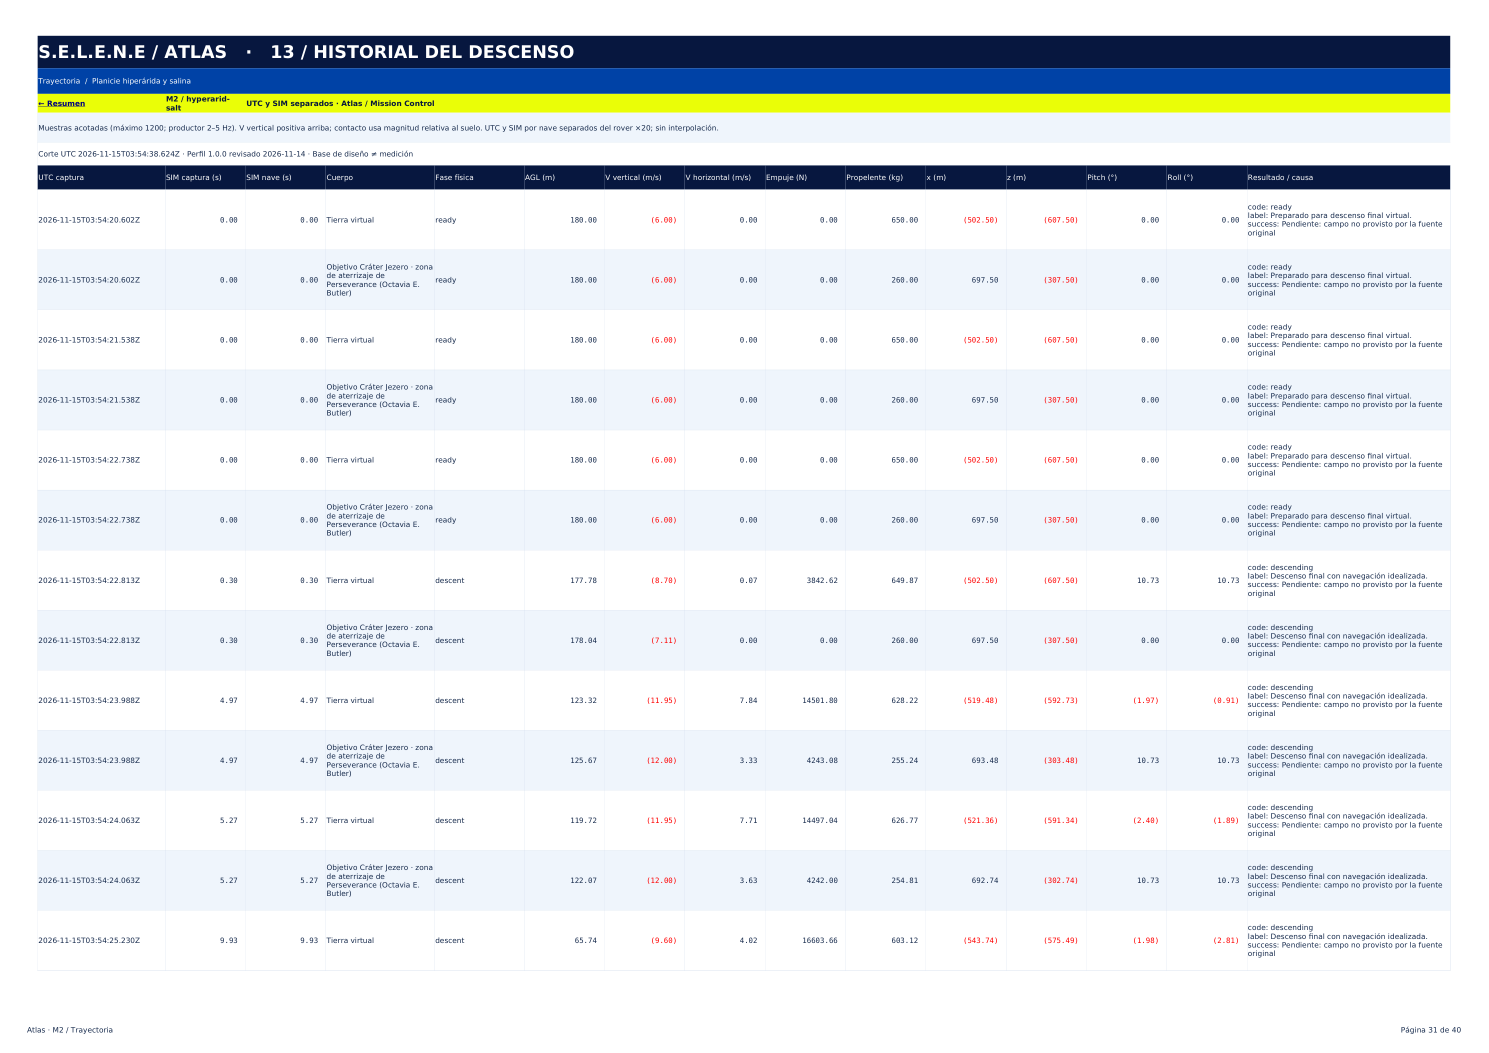 S.E.L.E.N.E / ATLAS · 13 / HISTORIAL DEL DESCENSO
Trayectoria / Planicie hiperárida y salina
← Resumen M2 / hyperarid-salt UTC y SIM separados · Atlas / Mission Control
Muestras acotadas (máximo 1200; productor 2–5 Hz). V vertical positiva arriba; contacto usa magnitud relativa al suelo. UTC y SIM por nave separados del rover ×20; sin interpolación.
Corte UTC 2026-11-15T03:54:38.624Z · Perfil 1.0.0 revisado 2026-11-14 · Base de diseño ≠ medición
UTC captura SIM captura (s) SIM nave (s) Cuerpo Fase física AGL (m) V vertical (m/s) V horizontal (m/s) Empuje (N) Propelente (kg) x (m) z (m) Pitch (°) Roll (°) Resultado / causa
2026-11-15T03:54:20.602Z 0.00 0.00 Tierra virtual ready 180.00 (6.00) 0.00 0.00 650.00 (502.50) (607.50) 0.00 0.00 code: ready
label: Preparado para descenso final virtual.
success: Pendiente: campo no provisto por la fuente
original
2026-11-15T03:54:20.602Z 0.00 0.00 Objetivo Cráter Jezero · zona
de aterrizaje de
Perseverance (Octavia E.
Butler) ready 180.00 (6.00) 0.00 0.00 260.00 697.50 (307.50) 0.00 0.00 code: ready
label: Preparado para descenso final virtual.
success: Pendiente: campo no provisto por la fuente
original
2026-11-15T03:54:21.538Z 0.00 0.00 Tierra virtual ready 180.00 (6.00) 0.00 0.00 650.00 (502.50) (607.50) 0.00 0.00 code: ready
label: Preparado para descenso final virtual.
success: Pendiente: campo no provisto por la fuente
original
2026-11-15T03:54:21.538Z 0.00 0.00 Objetivo Cráter Jezero · zona
de aterrizaje de
Perseverance (Octavia E.
Butler) ready 180.00 (6.00) 0.00 0.00 260.00 697.50 (307.50) 0.00 0.00 code: ready
label: Preparado para descenso final virtual.
success: Pendiente: campo no provisto por la fuente
original
2026-11-15T03:54:22.738Z 0.00 0.00 Tierra virtual ready 180.00 (6.00) 0.00 0.00 650.00 (502.50) (607.50) 0.00 0.00 code: ready
label: Preparado para descenso final virtual.
success: Pendiente: campo no provisto por la fuente
original
2026-11-15T03:54:22.738Z 0.00 0.00 Objetivo Cráter Jezero · zona
de aterrizaje de
Perseverance (Octavia E.
Butler) ready 180.00 (6.00) 0.00 0.00 260.00 697.50 (307.50) 0.00 0.00 code: ready
label: Preparado para descenso final virtual.
success: Pendiente: campo no provisto por la fuente
original
2026-11-15T03:54:22.813Z 0.30 0.30 Tierra virtual descent 177.78 (8.70) 0.07 3842.62 649.87 (502.50) (607.50) 10.73 10.73 code: descending
label: Descenso final con navegación idealizada.
success: Pendiente: campo no provisto por la fuente
original
2026-11-15T03:54:22.813Z 0.30 0.30 Objetivo Cráter Jezero · zona
de aterrizaje de
Perseverance (Octavia E.
Butler) descent 178.04 (7.11) 0.00 0.00 260.00 697.50 (307.50) 0.00 0.00 code: descending
label: Descenso final con navegación idealizada.
success: Pendiente: campo no provisto por la fuente
original
2026-11-15T03:54:23.988Z 4.97 4.97 Tierra virtual descent 123.32 (11.95) 7.84 14501.80 628.22 (519.48) (592.73) (1.97) (0.91) code: descending
label: Descenso final con navegación idealizada.
success: Pendiente: campo no provisto por la fuente
original
2026-11-15T03:54:23.988Z 4.97 4.97 Objetivo Cráter Jezero · zona
de aterrizaje de
Perseverance (Octavia E.
Butler) descent 125.67 (12.00) 3.33 4243.08 255.24 693.48 (303.48) 10.73 10.73 code: descending
label: Descenso final con navegación idealizada.
success: Pendiente: campo no provisto por la fuente
original
2026-11-15T03:54:24.063Z 5.27 5.27 Tierra virtual descent 119.72 (11.95) 7.71 14497.04 626.77 (521.36) (591.34) (2.40) (1.89) code: descending
label: Descenso final con navegación idealizada.
success: Pendiente: campo no provisto por la fuente
original
2026-11-15T03:54:24.063Z 5.27 5.27 Objetivo Cráter Jezero · zona
de aterrizaje de
Perseverance (Octavia E.
Butler) descent 122.07 (12.00) 3.63 4242.00 254.81 692.74 (302.74) 10.73 10.73 code: descending
label: Descenso final con navegación idealizada.
success: Pendiente: campo no provisto por la fuente
original
2026-11-15T03:54:25.230Z 9.93 9.93 Tierra virtual descent 65.74 (9.60) 4.02 16603.66 603.12 (543.74) (575.49) (1.98) (2.81) code: descending
label: Descenso final con navegación idealizada.
success: Pendiente: campo no provisto por la fuente
original
Atlas · M2 / Trayectoria Página 31 de 40